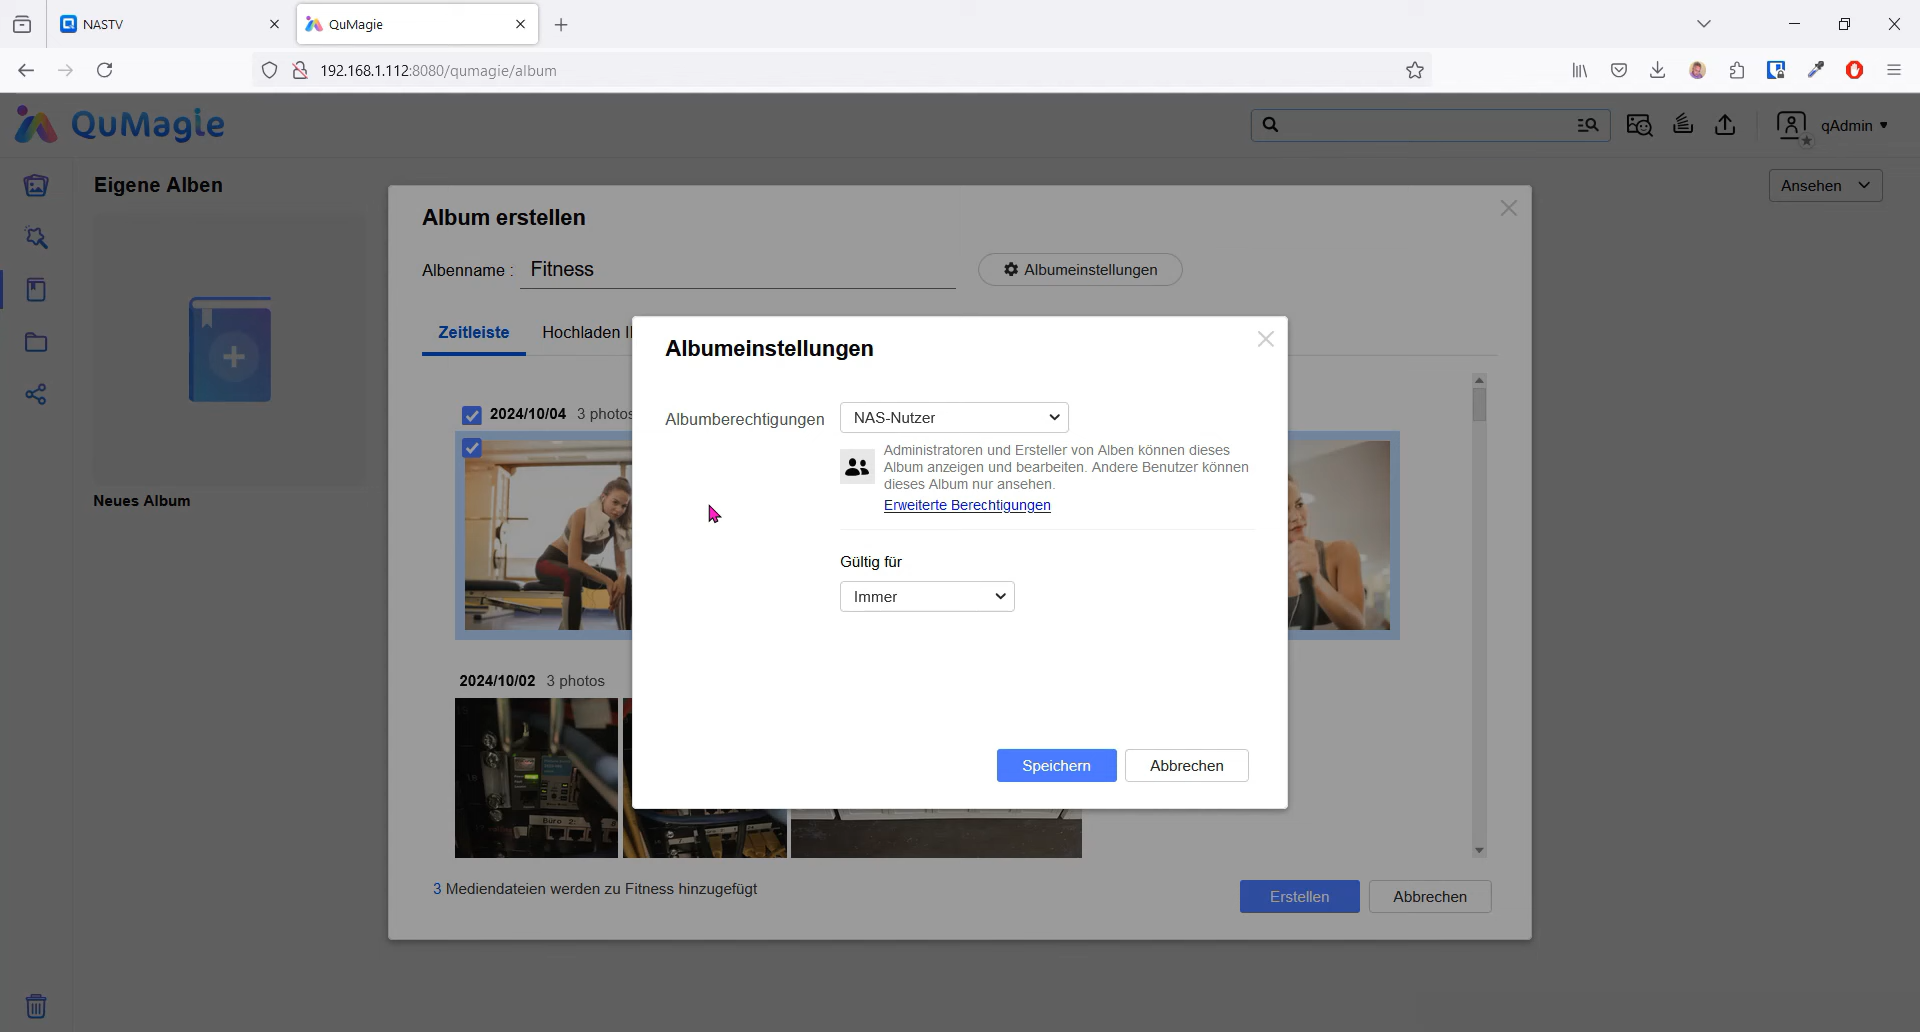 NASTV
QuMagie
192.168.1.112:8080/qumagie/album
QuMagie
qAdmin
Eigene Alben
Ansehen
Neues Album
Album erstellen
Albenname : Fitness
Albumeinstellungen
Zeitleiste
Hochladen
2024/10/04 3 photos
Albumeinstellungen
Albumberechtigungen
NAS-Nutzer
Administratoren und Ersteller von Alben können dieses
Album anzeigen und bearbeiten. Andere Benutzer können
dieses Album nur ansehen.
Erweiterte Berechtigungen
Gültig für
Immer
Speichern
Abbrechen
2024/10/02 3 photos
Büro 2:
3 Mediendateien werden zu Fitness hinzugefügt
Erstellen
Abbrechen